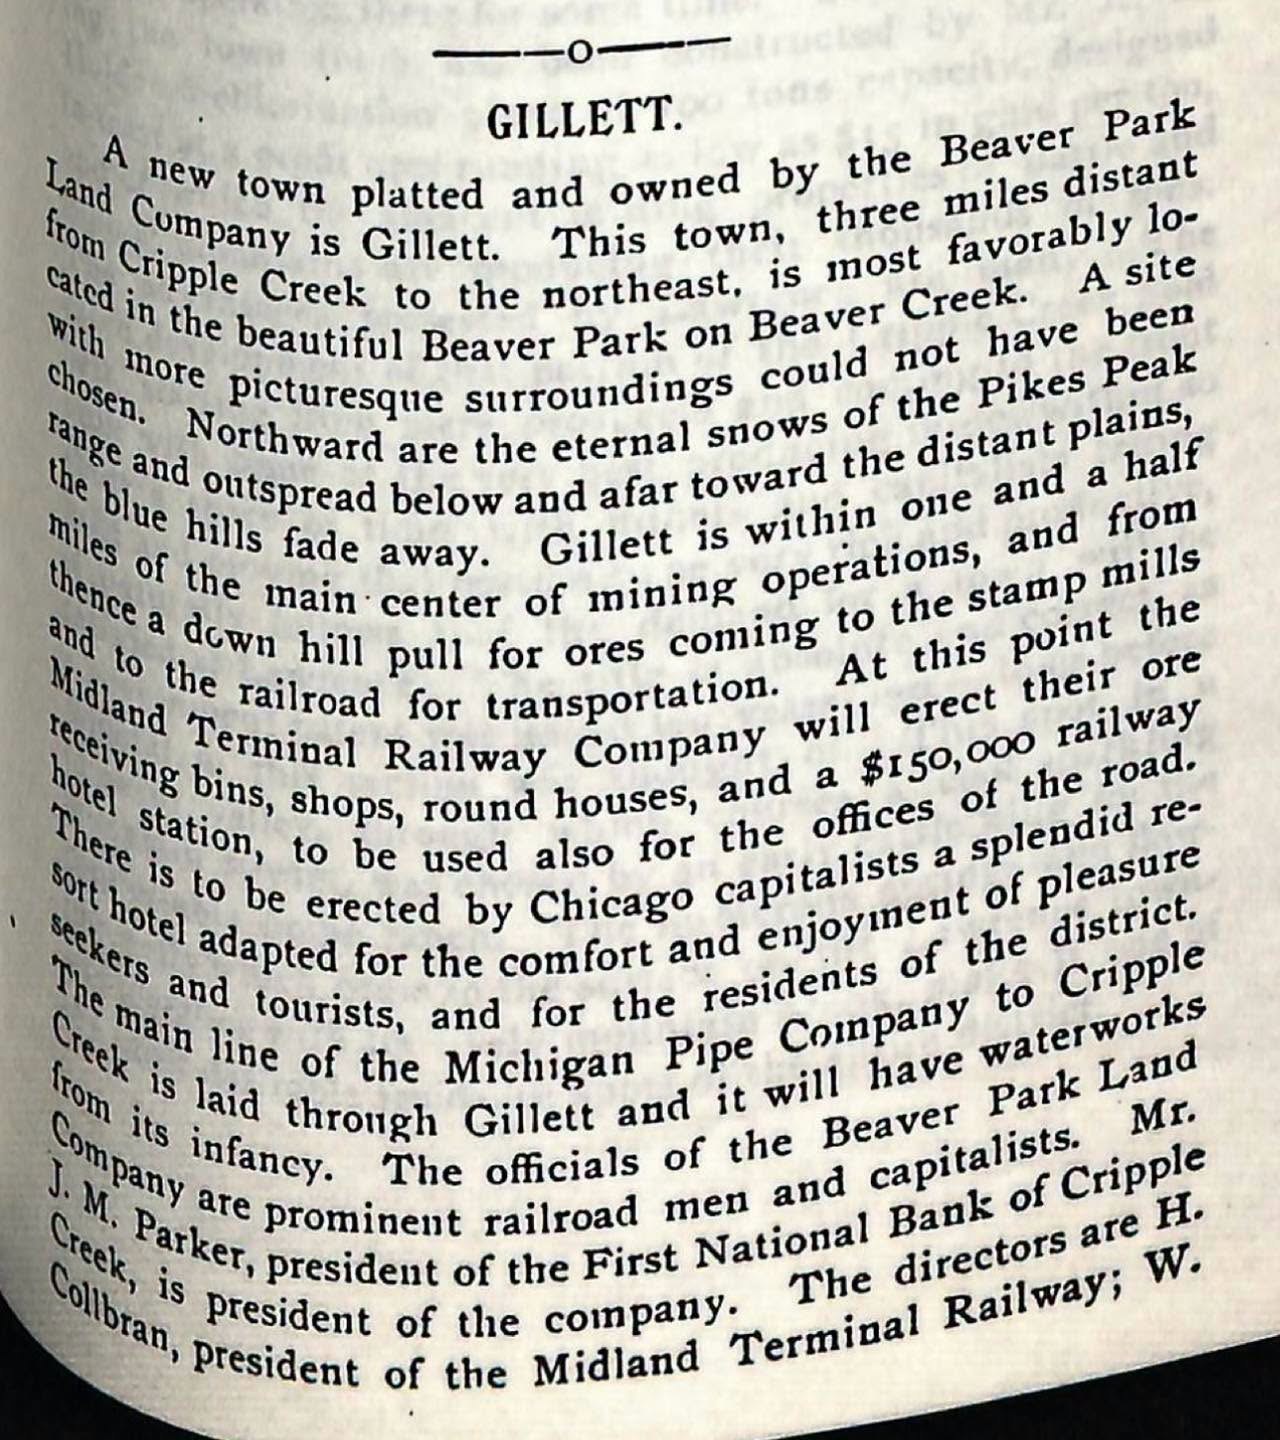 GILLETT.
A new town platted and owned by the Beaver Park
Land Company is Gillett. This town, three miles distant
from Cripple Creek to the northeast, is most favorably lo-
cated in the beautiful Beaver Park on Beaver Creek. A site
with more picturesque surroundings could not have been
chosen. Northward are the eternal snows of the Pikes Peak
range and outspread below and afar toward the distant plains,
the blue hills fade away. Gillett is within one and a half
miles of the main center of mining operations, and from
thence a down hill pull for ores coming to the stamp mills
and to the railroad for transportation. At this point the
Midland Terminal Railway Company will erect their ore
receiving bins, shops, round houses, and a $150,000 railway
hotel station, to be used also for the offices of the road.
There is to be erected by Chicago capitalists a splendid re-
sort hotel adapted for the comfort and enjoyment of pleasure
seekers and tourists, and for the residents of the district.
The main line of the Michigan Pipe Company to Cripple
Creek is laid through Gillett and it will have waterworks
from its infancy. The officials of the Beaver Park Land
Company are prominent railroad men and capitalists. Mr.
J. M. Parker, president of the First National Bank of Cripple
Creek, is president of the company. The directors are H.
Collbran, president of the Midland Terminal Railway; W.